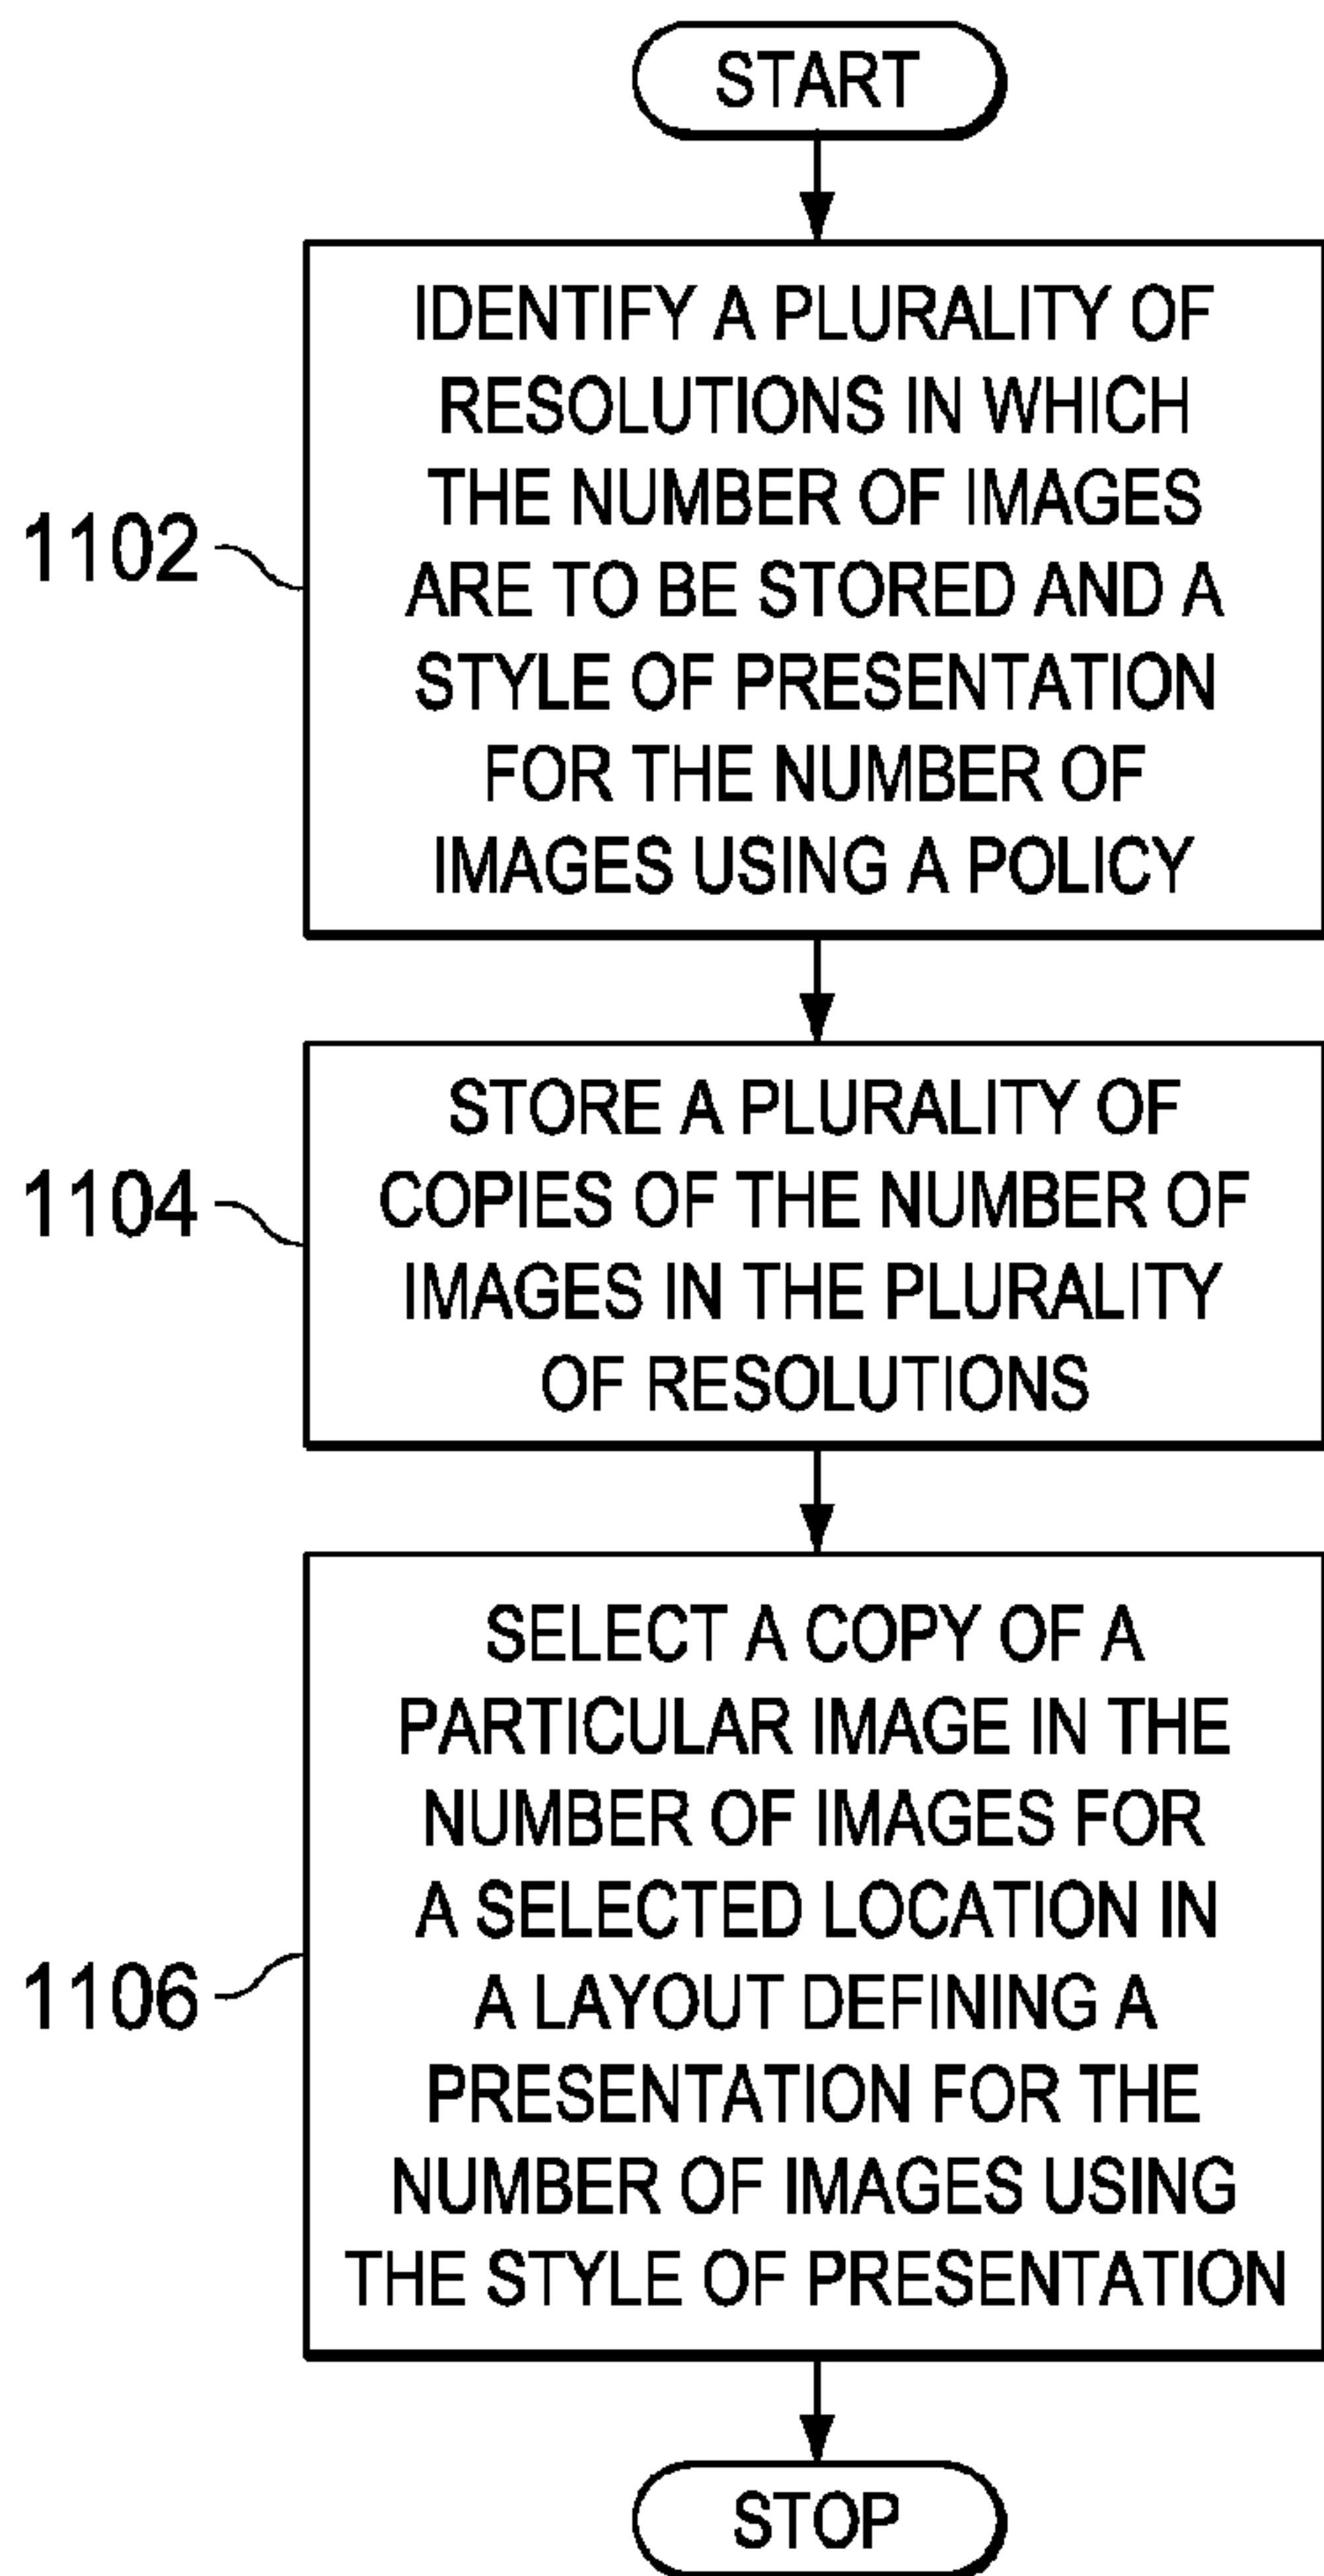 START
1102
IDENTIFY A PLURALITY OF
RESOLUTIONS IN WHICH
THE NUMBER OF IMAGES
ARE TO BE STORED AND A
STYLE OF PRESENTATION
FOR THE NUMBER OF
IMAGES USING A POLICY
1104
STORE A PLURALITY OF
COPIES OF THE NUMBER OF
IMAGES IN THE PLURALITY
OF RESOLUTIONS
1106
SELECT A COPY OF A
PARTICULAR IMAGE IN THE
NUMBER OF IMAGES FOR
A SELECTED LOCATION IN
A LAYOUT DEFINING A
PRESENTATION FOR THE
NUMBER OF IMAGES USING
THE STYLE OF PRESENTATION
STOP